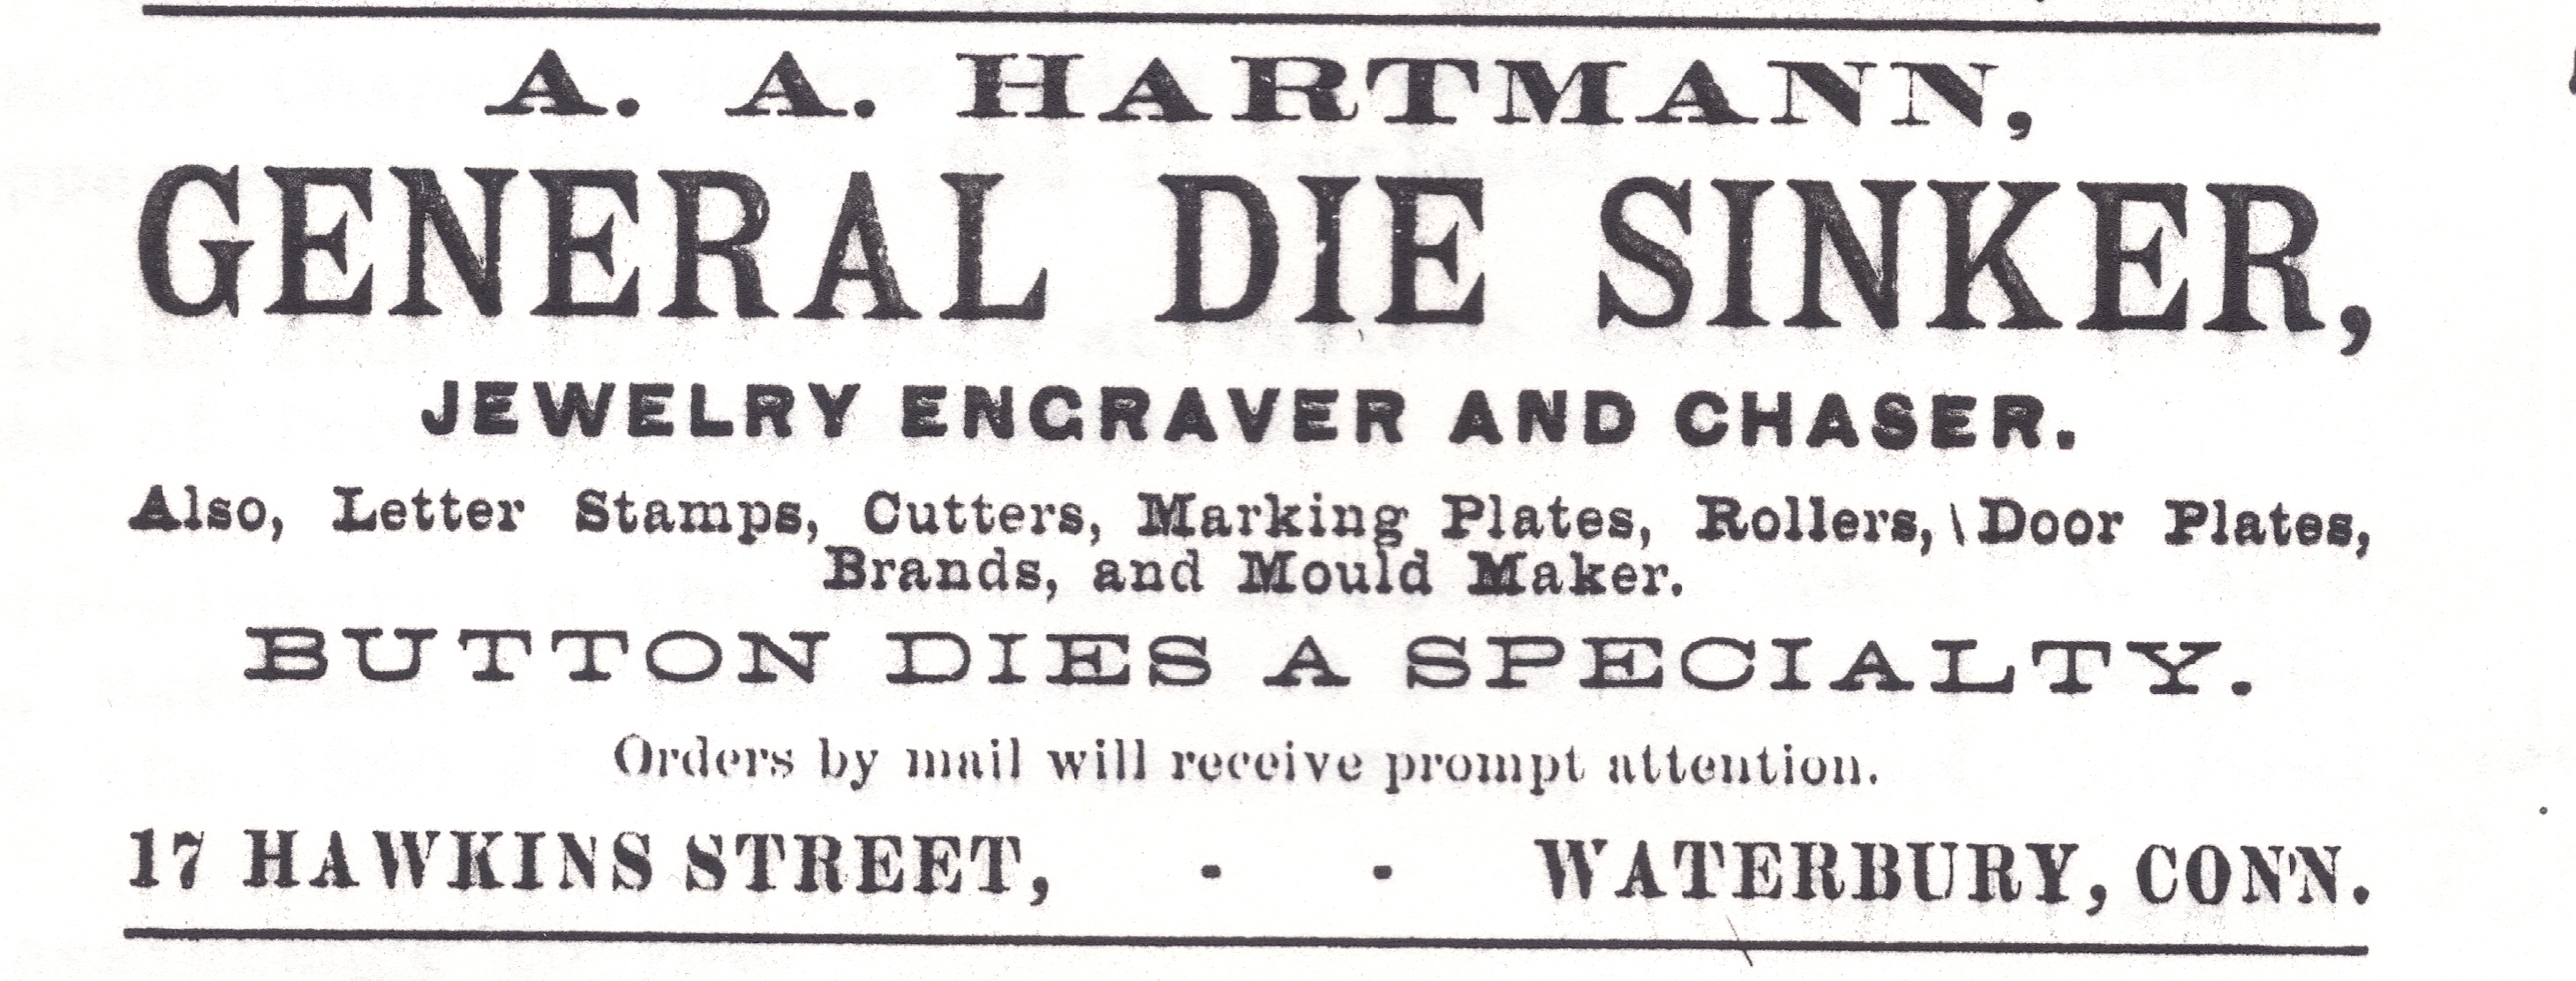 A. A. HARTMANN,
GENERAL DIE SINKER,
JEWELRY ENGRAVER AND CHASER.
Also, Letter Stamps, Cutters, Marking Plates, Rollers, Door Plates,
Brands, and Mould Maker.
BUTTON DIES A SPECIALTY.
Orders by mail will receive prompt attention.
17 HAWKINS STREET, - - WATERBURY, CONN.